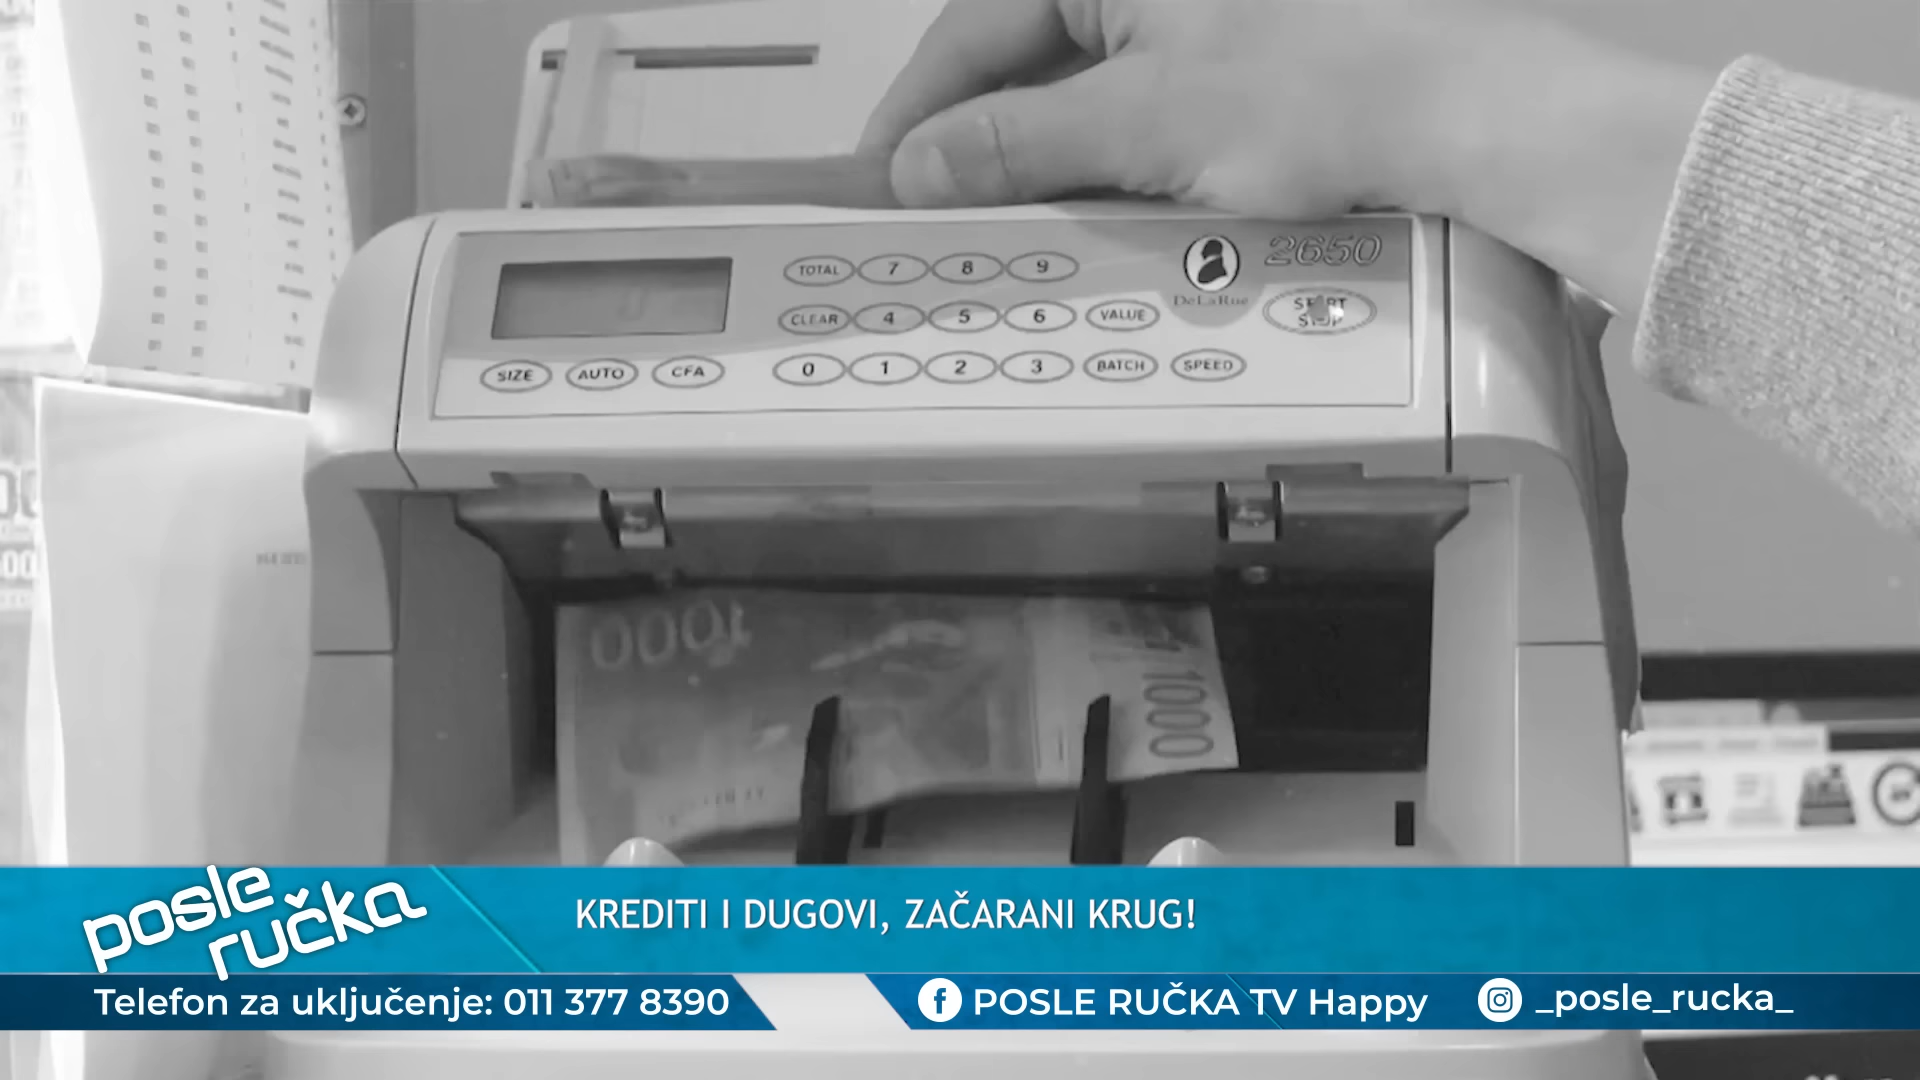 2650
TOTAL 7 8 9
DeLaRue
START
STOP
CLEAR 4 5 6 VALUE
SIZE AUTO CFA 0 1 2 3 BATCH SPEED
1000
1000
posle
ručka
KREDITI I DUGOVI, ZAČARANI KRUG!
Telefon za uključenje: 011 377 8390
POSLE RUČKA TV Happy
_posle_rucka_